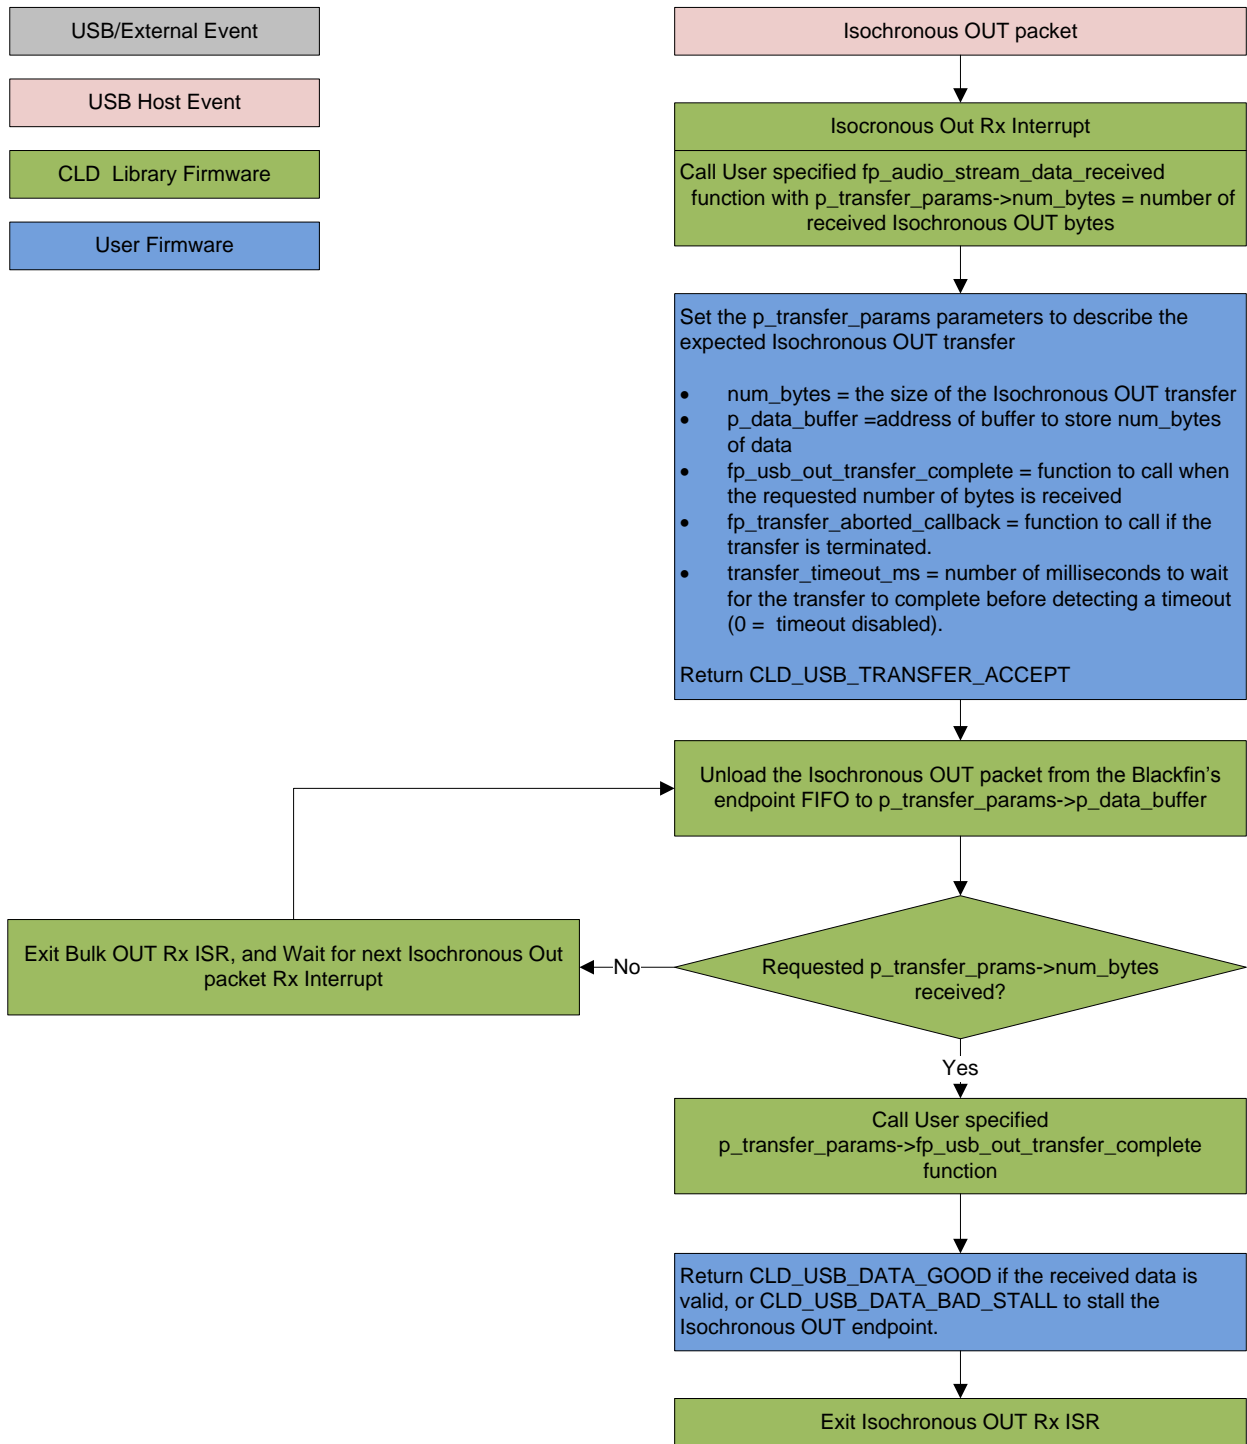 USB/External Event
USB Host Event
CLD  Library Firmware
User Firmware
Isochronous OUT packet
Isocronous Out Rx Interrupt
Call User specified fp_audio_stream_data_received
function with p_transfer_params->num_bytes = number of
received Isochronous OUT bytes
Set the p_transfer_params parameters to describe the
expected Isochronous OUT transfer
• num_bytes = the size of the Isochronous OUT transfer
• p_data_buffer =address of buffer to store num_bytes
of data
• fp_usb_out_transfer_complete = function to call when
the requested number of bytes is received
• fp_transfer_aborted_callback = function to call if the
transfer is terminated.
• transfer_timeout_ms = number of milliseconds to wait
for the transfer to complete before detecting a timeout
(0 =  timeout disabled).
Return CLD_USB_TRANSFER_ACCEPT
Unload the Isochronous OUT packet from the Blackfin’s
endpoint FIFO to p_transfer_params->p_data_buffer
Exit Bulk OUT Rx ISR, and Wait for next Isochronous Out
packet Rx Interrupt
No
Requested p_transfer_prams->num_bytes
received?
Yes
Call User specified
p_transfer_params->fp_usb_out_transfer_complete
function
Return CLD_USB_DATA_GOOD if the received data is
valid, or CLD_USB_DATA_BAD_STALL to stall the
Isochronous OUT endpoint.
Exit Isochronous OUT Rx ISR